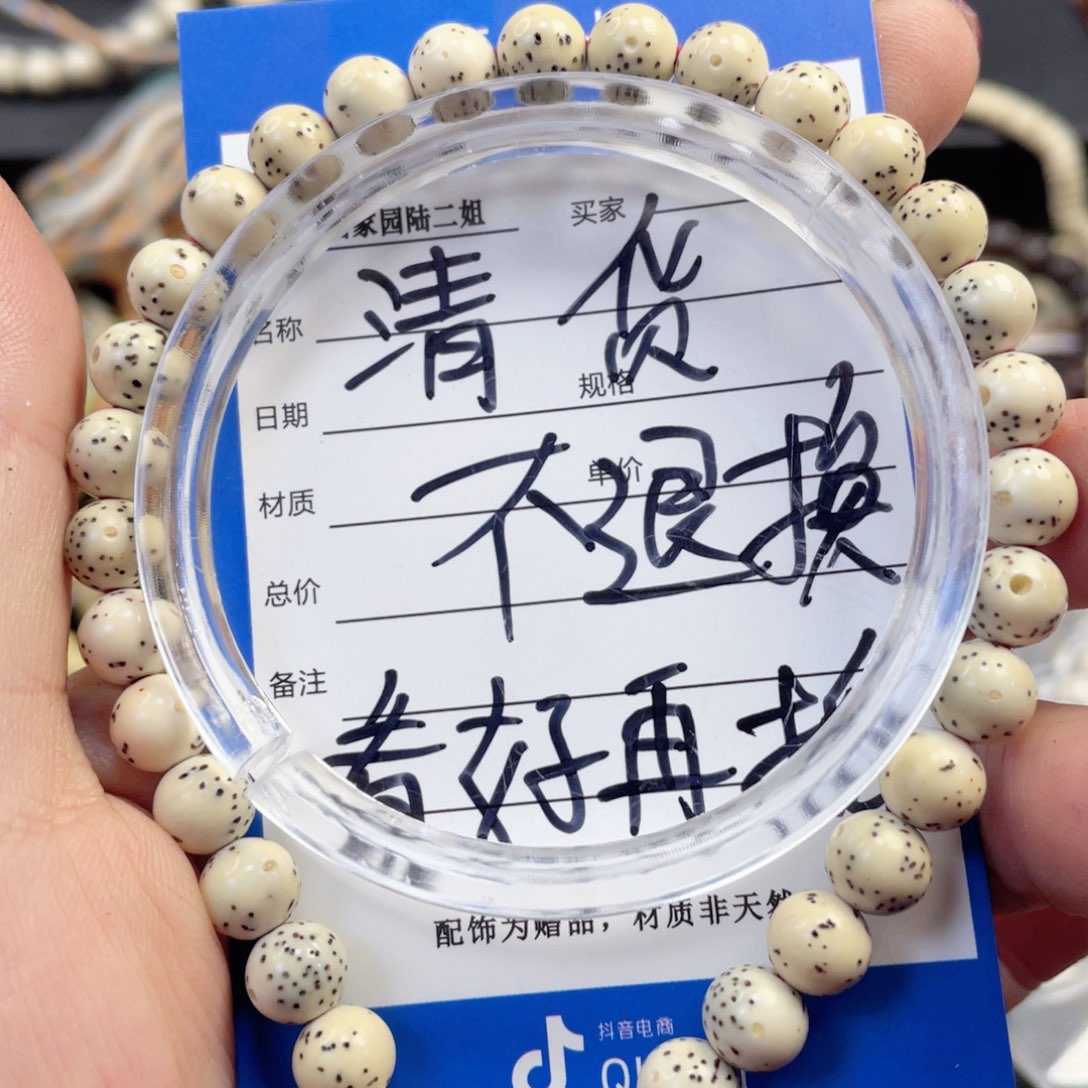 家园陆二姐 买家
名称 清货
日期 规格
材质 不退换 单价
总价
备注
看好再拍
配饰为赠品，材质非天然
抖音电商